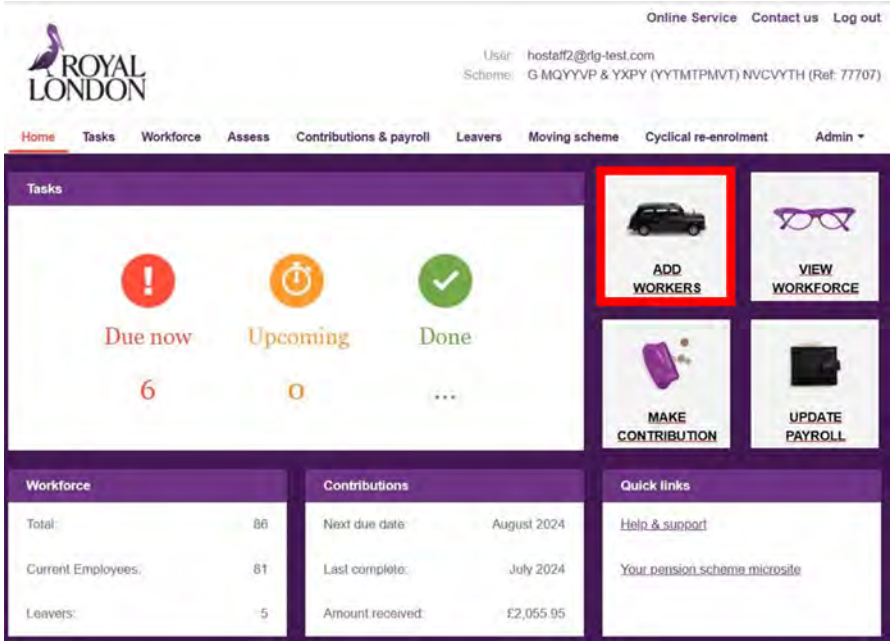 Online Service Contact us Log out
ROYAL
LONDON
User: hostaff2@rlg-test.com
Scheme: G MQYYVP & YXPY (YYTMTPMVT) NVCVYTH (Ref: 77707)
Home Tasks Workforce Assess Contributions & payroll Leavers Moving scheme Cyclical re-enrolment Admin
Tasks
Due now Upcoming Done
6 0 ...
ADD
WORKERS
VIEW
WORKFORCE
MAKE
CONTRIBUTION
UPDATE
PAYROLL
Workforce
Total: 86
Current Employees: 81
Leavers: 5
Contributions
Next due date: August 2024
Last complete: July 2024
Amount received: £2,055.95
Quick links
Help & support
Your pension scheme microsite